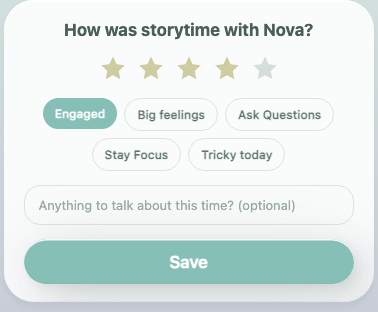 How was storytime with Nova?
Engaged Big feelings Ask Questions
Stay Focus Tricky today
Anything to talk about this time? (optional)
Save